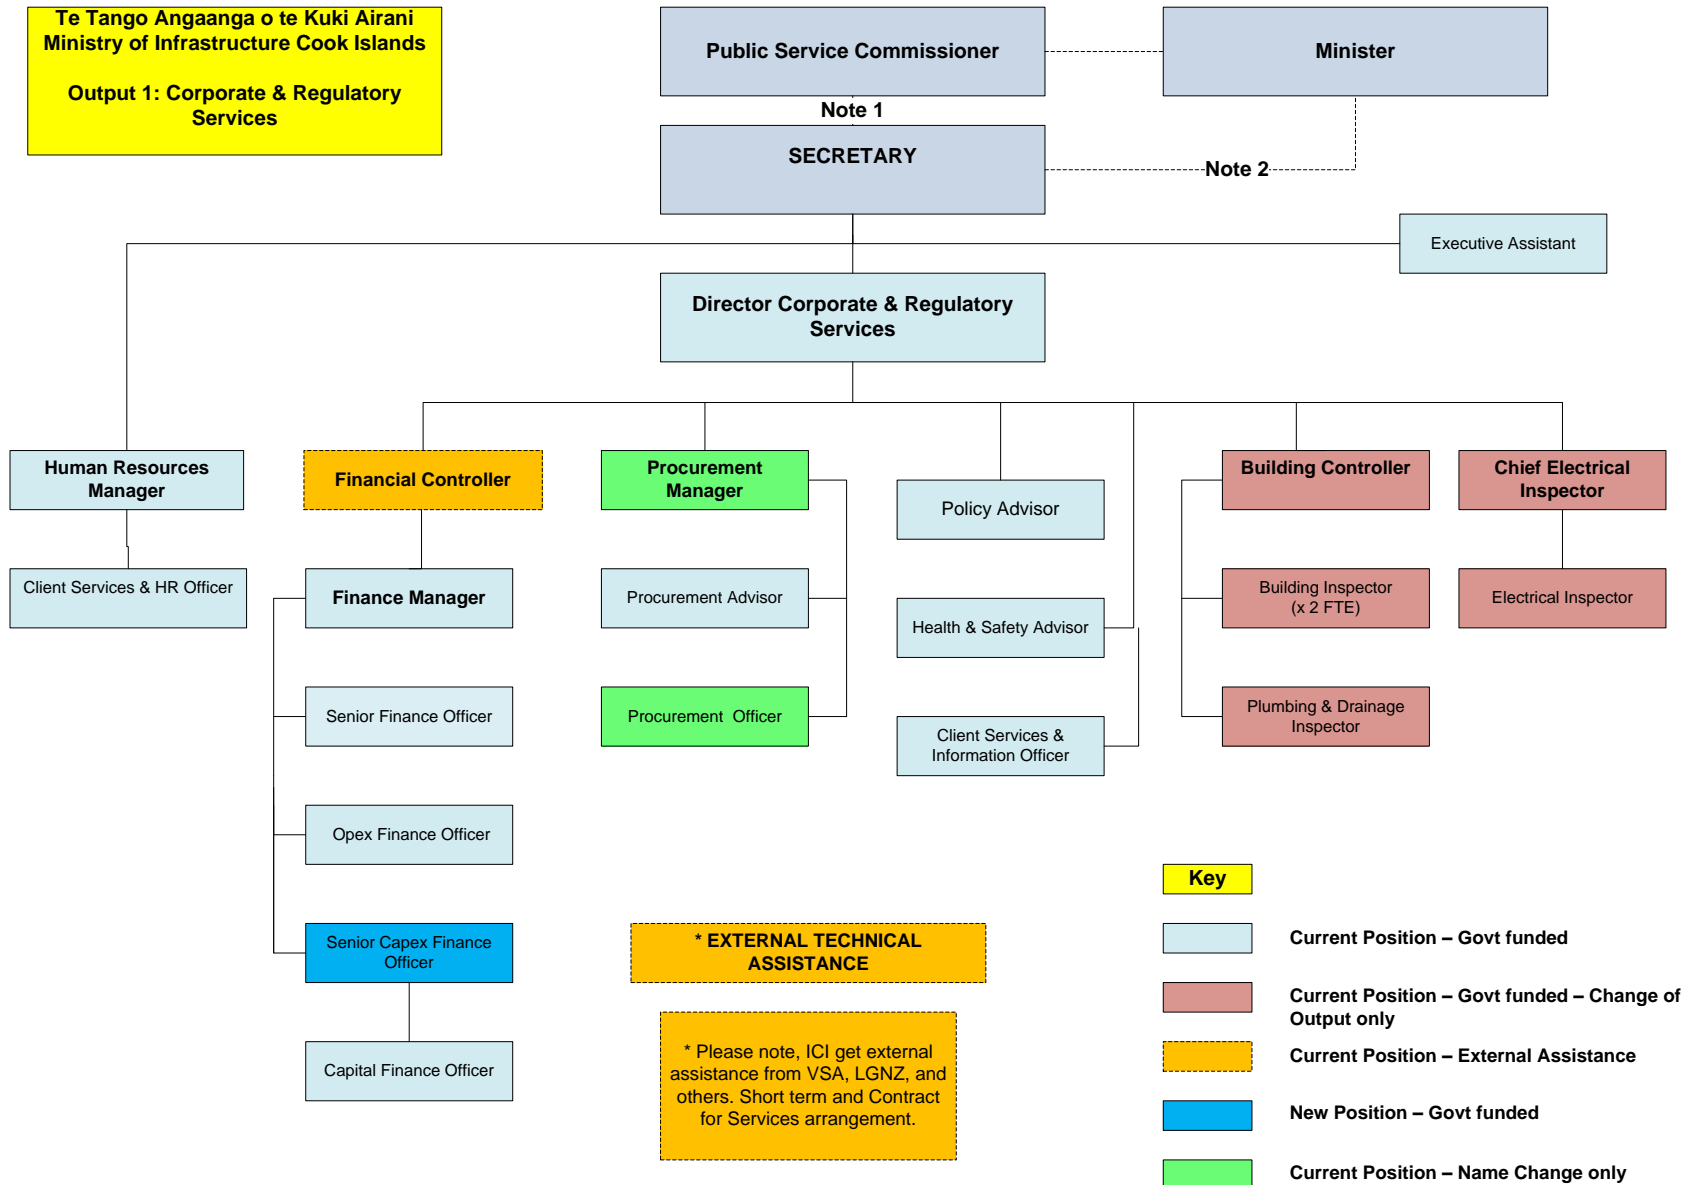 Te Tango Angaanga o te Kuki Airani
Ministry of Infrastructure Cook Islands
Output 1: Corporate & Regulatory
Services
Public Service Commissioner
Minister
Note 1
SECRETARY
Note 2
Executive Assistant
Director Corporate & Regulatory
Services
Human Resources
Manager
Financial Controller
Procurement
Manager
Policy Advisor
Building Controller
Chief Electrical
Inspector
Client Services & HR Officer
Finance Manager
Procurement Advisor
Health & Safety Advisor
Building Inspector
(x 2 FTE)
Electrical Inspector
Senior Finance Officer
Procurement  Officer
Client Services &
Information Officer
Plumbing & Drainage
Inspector
Opex Finance Officer
Senior Capex Finance
Officer
Capital Finance Officer
* EXTERNAL TECHNICAL
ASSISTANCE
* Please note, ICI get external
assistance from VSA, LGNZ, and
others. Short term and Contract
for Services arrangement.
Key
Current Position – Govt funded
Current Position – Govt funded – Change of
Output only
Current Position – External Assistance
New Position – Govt funded
Current Position – Name Change only